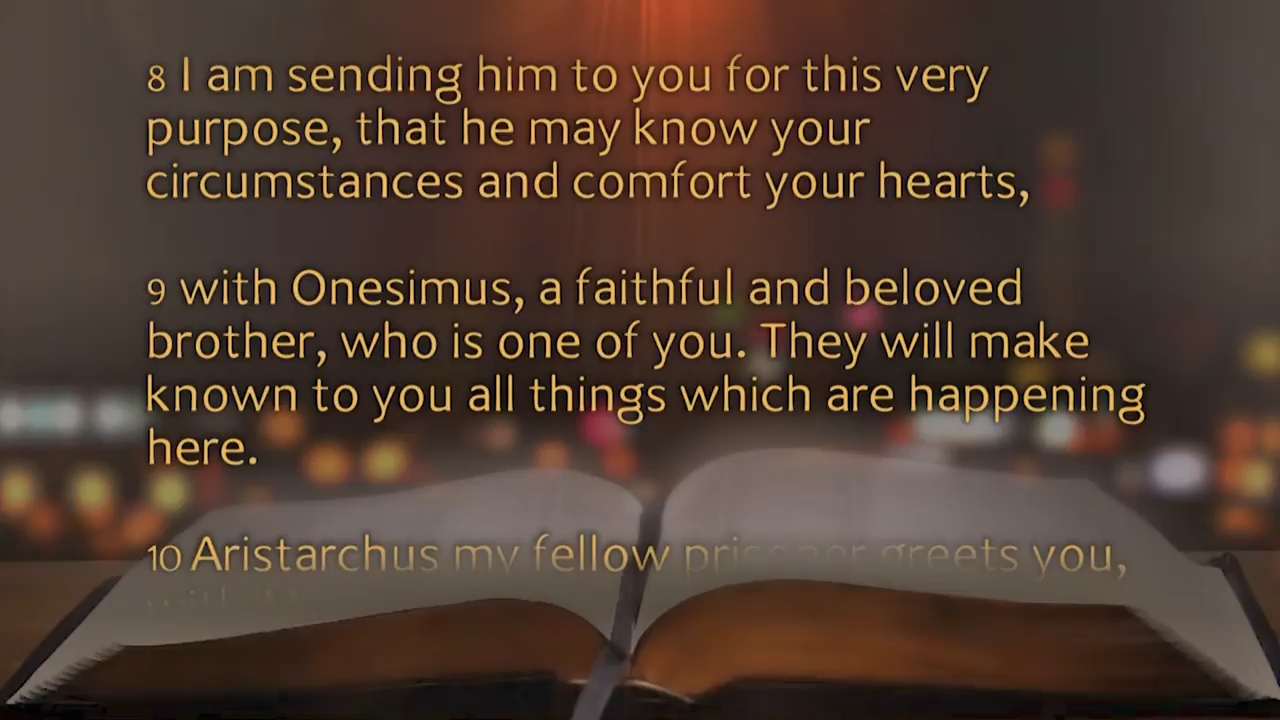 8 I am sending him to you for this very
purpose, that he may know your
circumstances and comfort your hearts,
9 with Onesimus, a faithful and beloved
brother, who is one of you. They will make
known to you all things which are happening
here.
10 Aristarchus my fellow prisoner greets you,
with